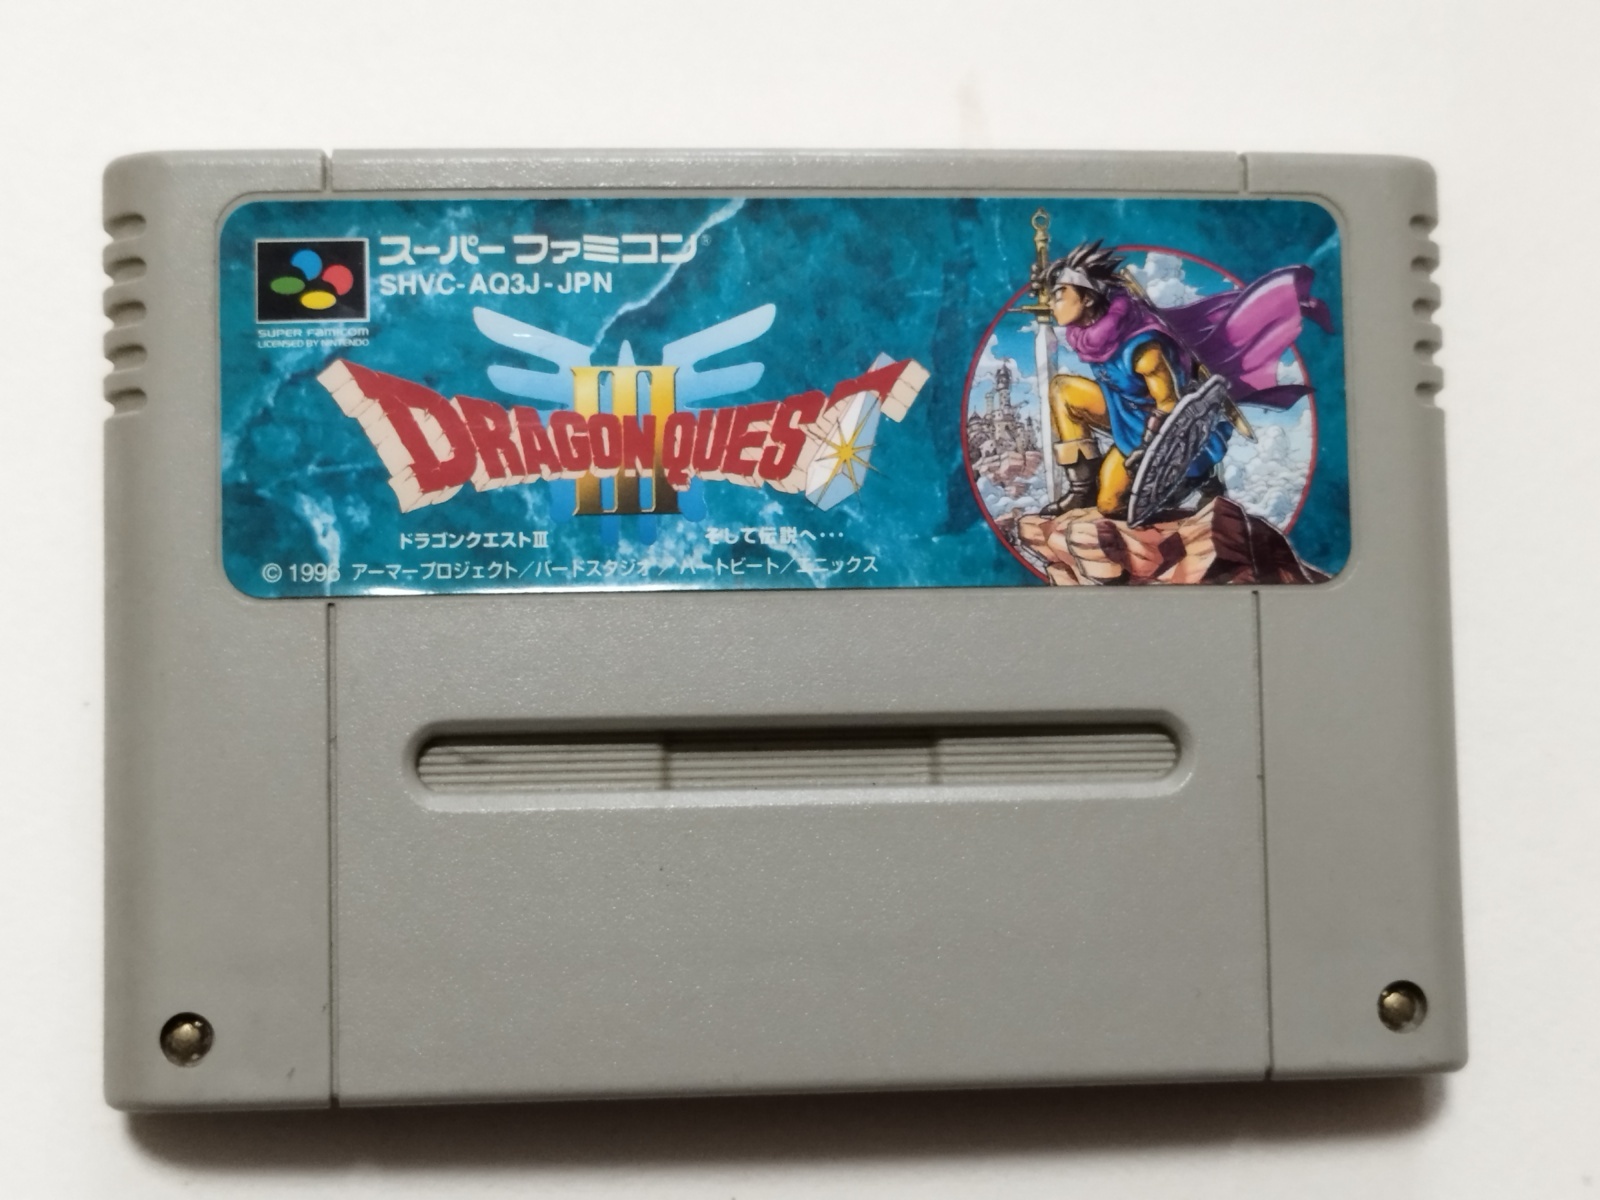 スーパーファミコン®
SHVC-AQ3J-JPN
SUPER FAMICOM
LICENSED BY NINTENDO
DRAGON QUEST
III
ドラゴンクエストIII そして伝説へ…
© 1996 アーマープロジェクト/バードスタジオ/ハートビート/エニックス